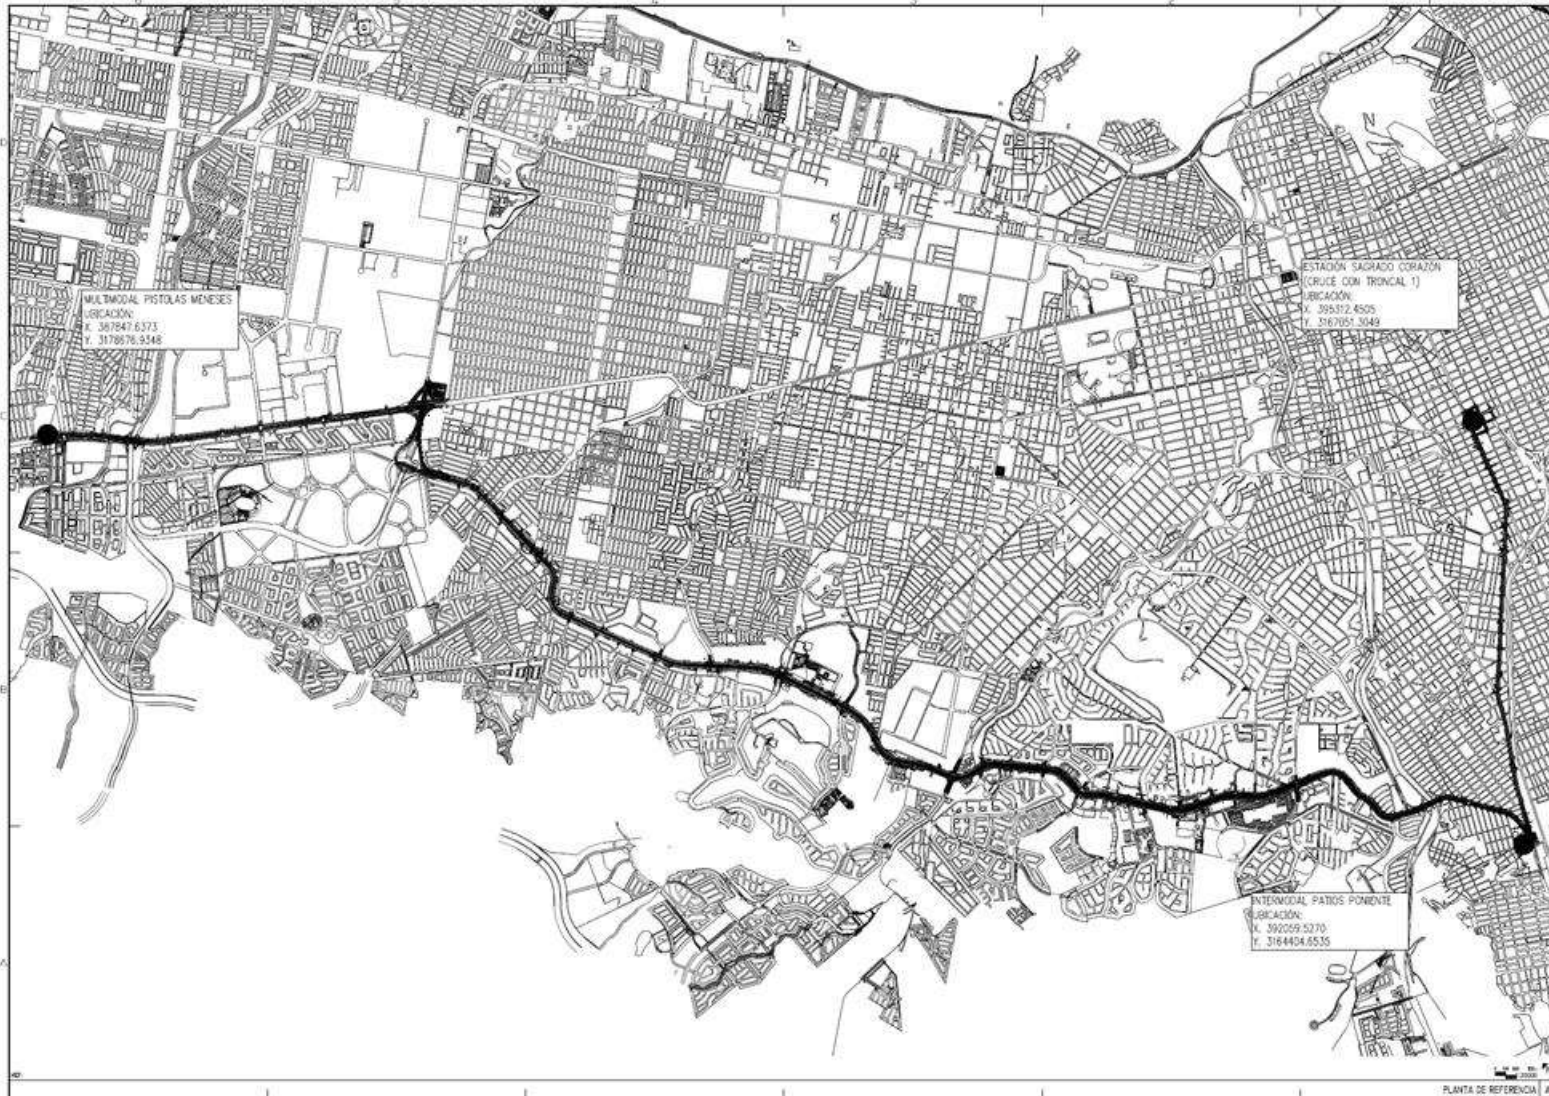 MULTIMODAL PISTOLAS MENESES
UBICACIÓN:
X. 387847.6373
Y. 3178676.9348
ESTACIÓN SAGRADO CORAZÓN
(CRUCE CON TRONCAL 1)
UBICACIÓN:
X. 395312.4505
Y. 3167051.3049
N
D
C
B
A
INTERMODAL PATIOS PONIENTE
UBICACIÓN:
X. 392059.5270
Y. 3164404.6535
PLANTA DE REFERENCIA